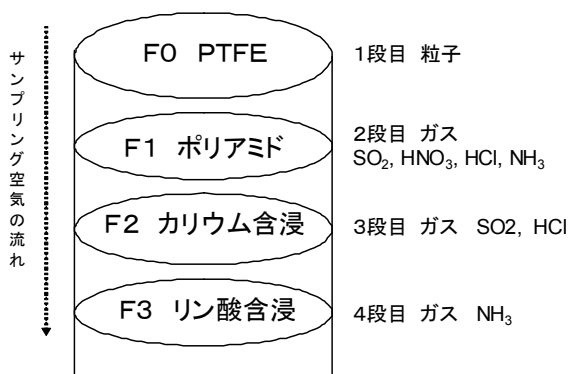 サンプリング空気の流れ
F0 PTFE
1段目 粒子
F1 ポリアミド
2段目 ガス
SO₂, HNO₃, HCl, NH₃
F2 カリウム含浸
3段目 ガス SO2, HCl
F3 リン酸含浸
4段目 ガス NH₃